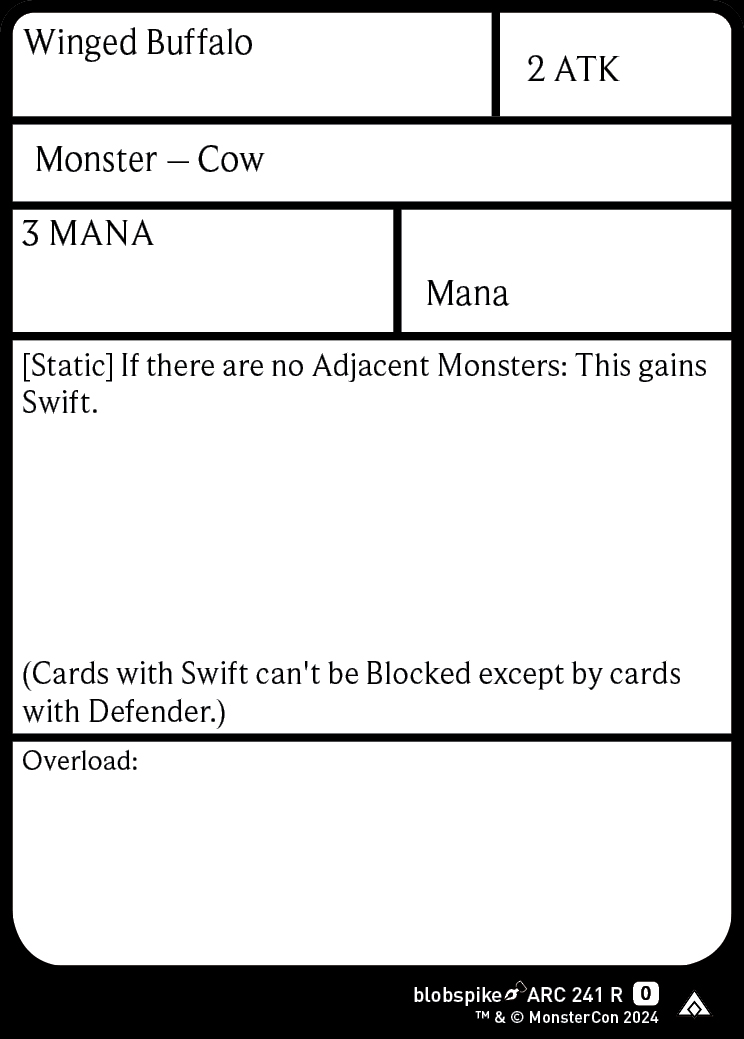 Winged Buffalo
2 ATK
Monster – Cow
3 MANA
Mana
[Static] If there are no Adjacent Monsters: This gains
Swift.
(Cards with Swift can't be Blocked except by cards
with Defender.)
Overload:
blobspike ARC 241 R 0
™ & © MonsterCon 2024